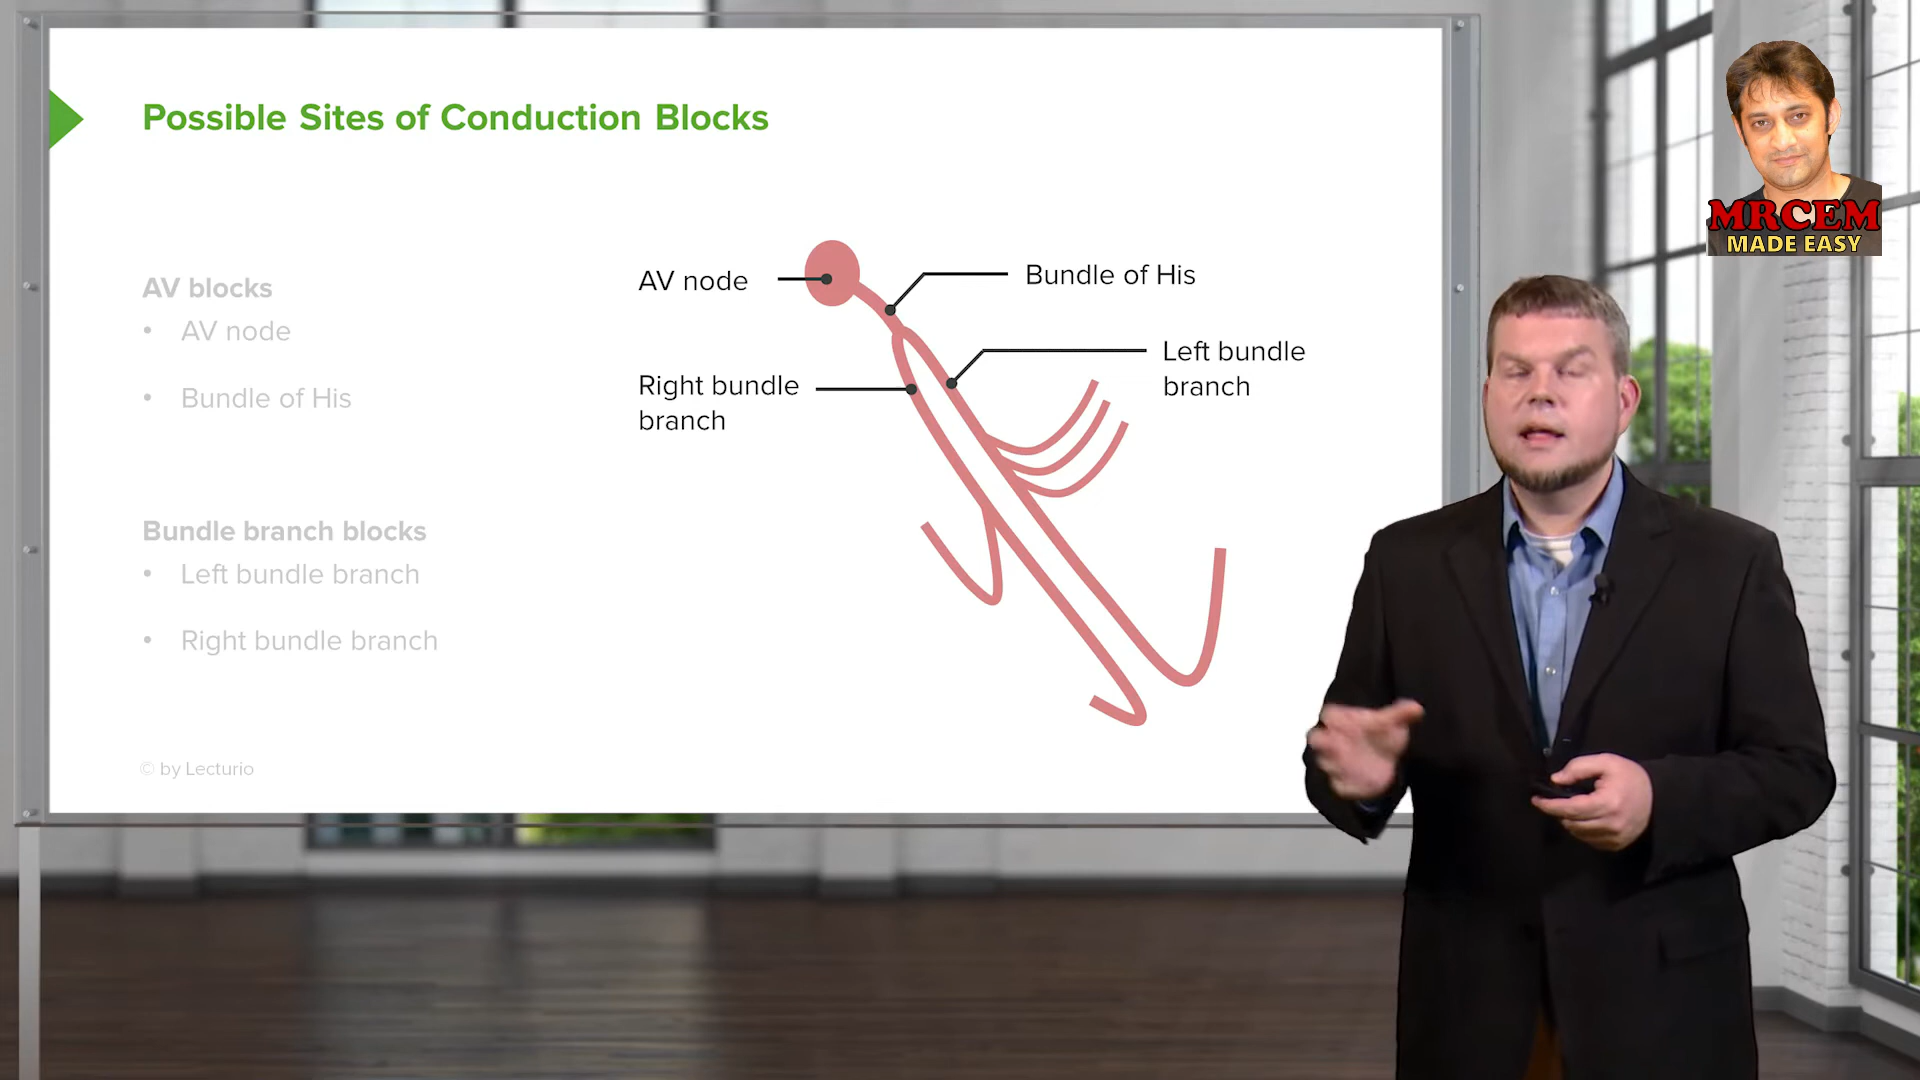 Possible Sites of Conduction Blocks
AV blocks
• AV node
• Bundle of His
Bundle branch blocks
• Left bundle branch
• Right bundle branch
AV node
Bundle of His
Right bundle
branch
Left bundle
branch
© by Lecturio
MRCEM
MADE EASY